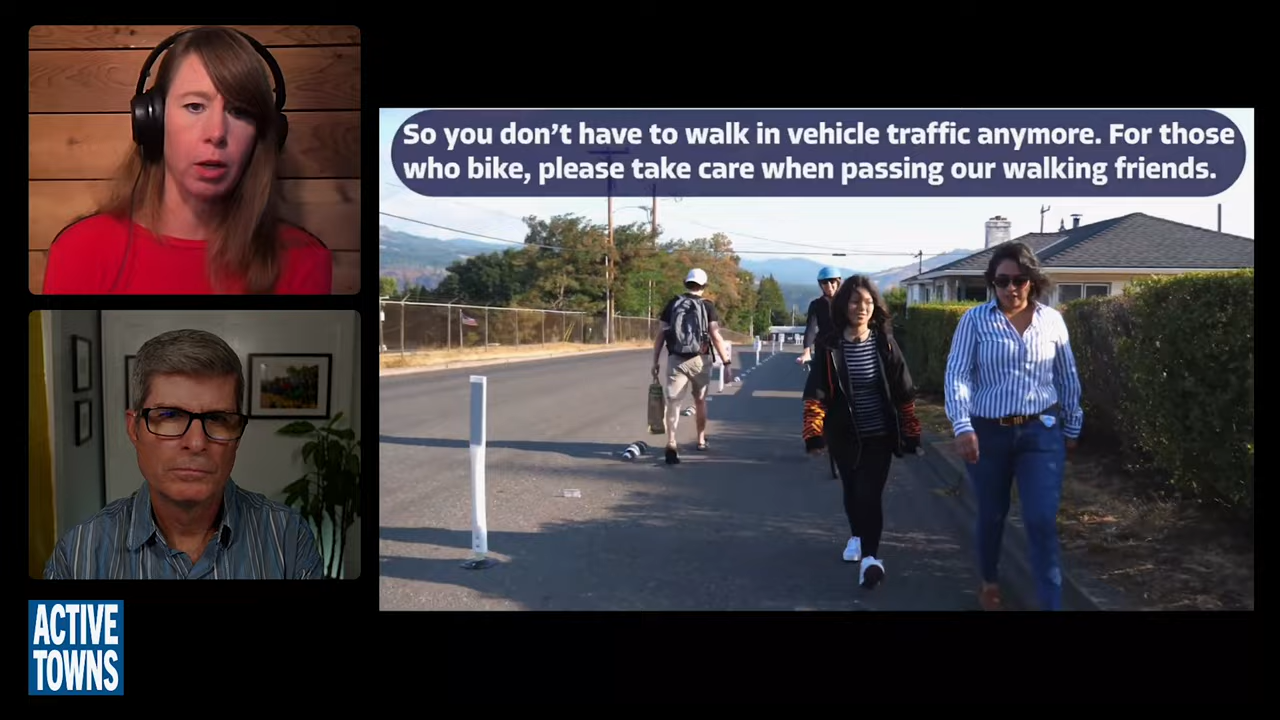 So you don't have to walk in vehicle traffic anymore. For those
who bike, please take care when passing our walking friends.
ACTIVE
TOWNS